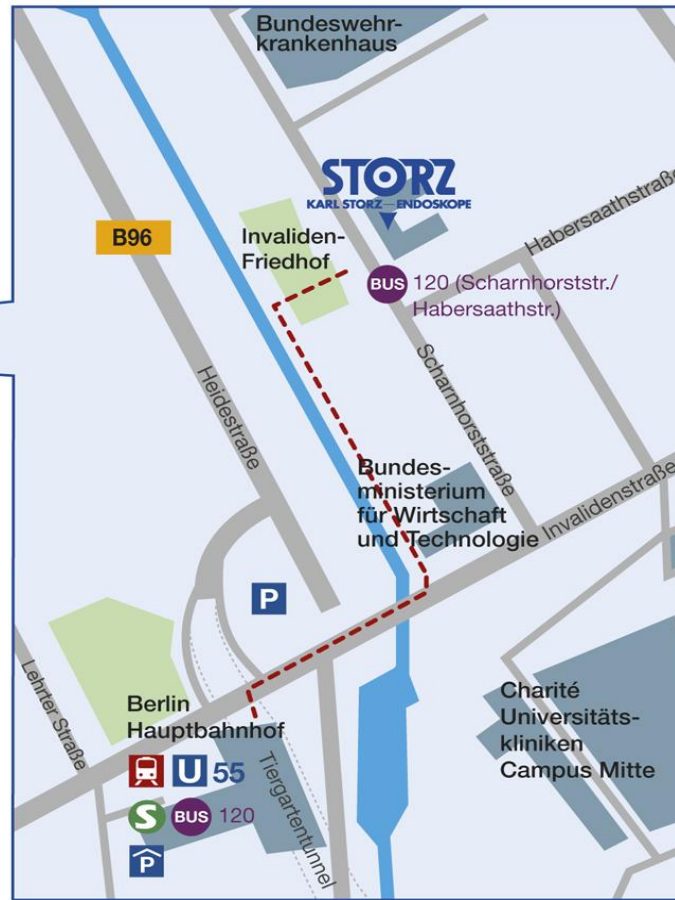 Bundeswehr-
krankenhaus
STORZ
KARL STORZ—ENDOSKOPE
Habersaathstraße
B96
Invaliden-
Friedhof
BUS 120 (Scharnhorststr./
Habersaathstr.)
Heidestraße
Scharnhorststraße
Bundes-
ministerium
für Wirtschaft
und Technologie
Invalidenstraße
P
Lehrter Straße
Berlin
Hauptbahnhof
U 55
S BUS 120
P
Tiergartentunnel
Charité
Universitäts-
kliniken
Campus Mitte